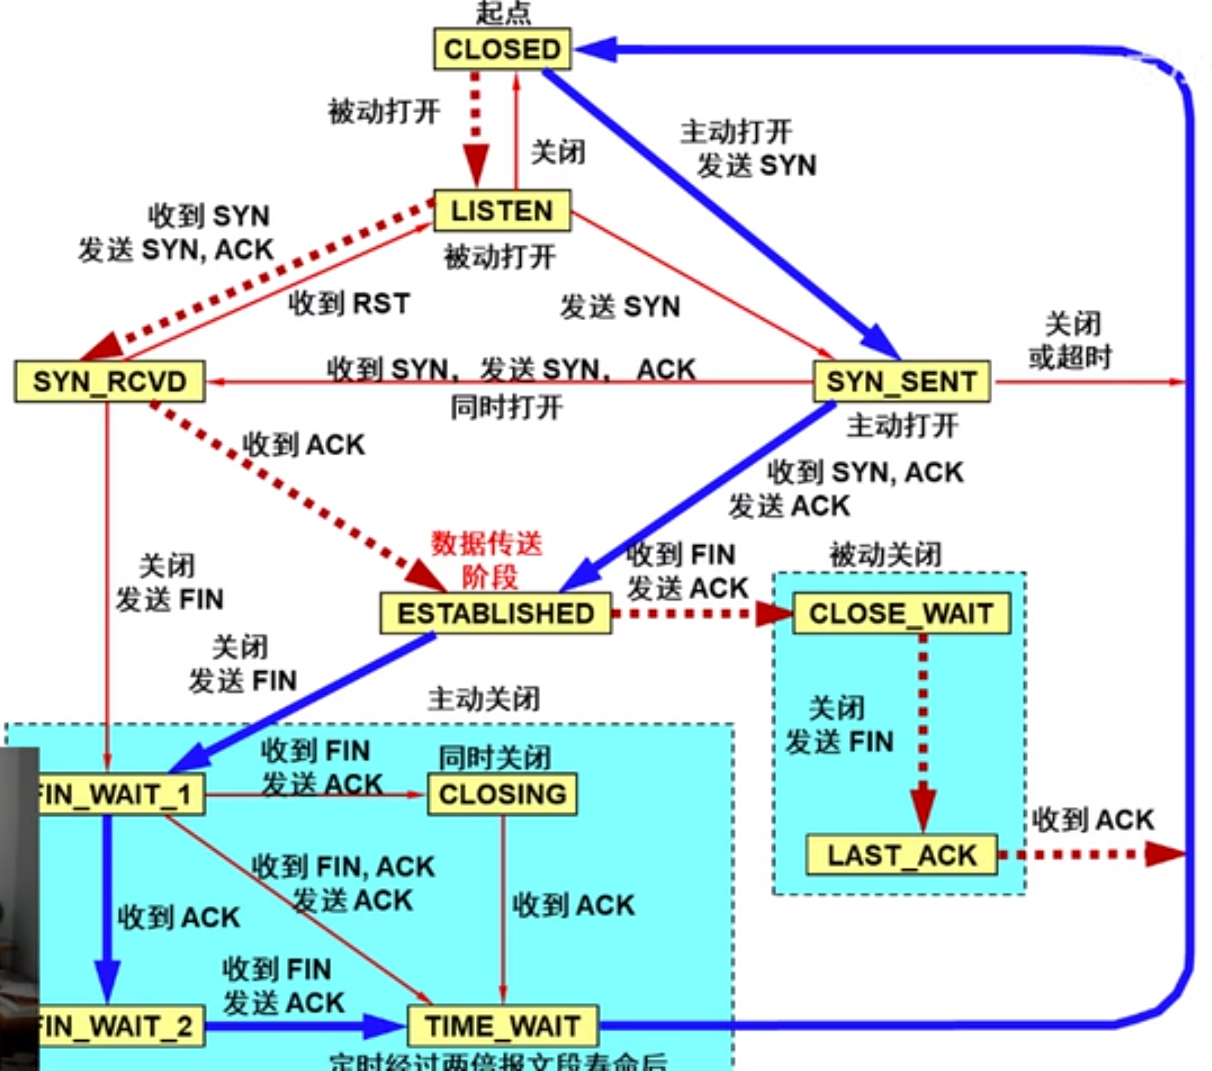 起点
CLOSED
被动打开
关闭
主动打开
发送 SYN
LISTEN
被动打开
收到 SYN
发送 SYN, ACK
收到 RST
发送 SYN
关闭
或超时
SYN_RCVD
收到 SYN, 发送 SYN, ACK
同时打开
SYN_SENT
主动打开
收到 ACK
收到 SYN, ACK
发送 ACK
数据传送
阶段
ESTABLISHED
收到 FIN
发送 ACK
被动关闭
CLOSE_WAIT
关闭
发送 FIN
关闭
发送 FIN
关闭
发送 FIN
主动关闭
FIN_WAIT_1
收到 FIN
发送 ACK
同时关闭
CLOSING
LAST_ACK
收到 ACK
收到 FIN, ACK
发送 ACK
收到 ACK
收到 ACK
收到 FIN
发送 ACK
FIN_WAIT_2
TIME_WAIT
定时经过两倍报文段寿命后